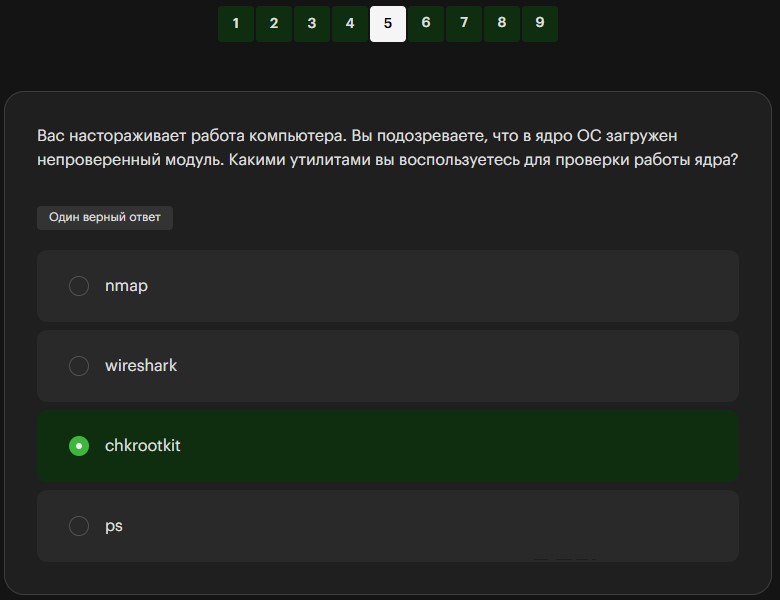 1 2 3 4 5 6 7 8 9
Вас настораживает работа компьютера. Вы подозреваете, что в ядро ОС загружен
непроверенный модуль. Какими утилитами вы воспользуетесь для проверки работы ядра?
Один верный ответ
nmap
wireshark
chkrootkit
ps